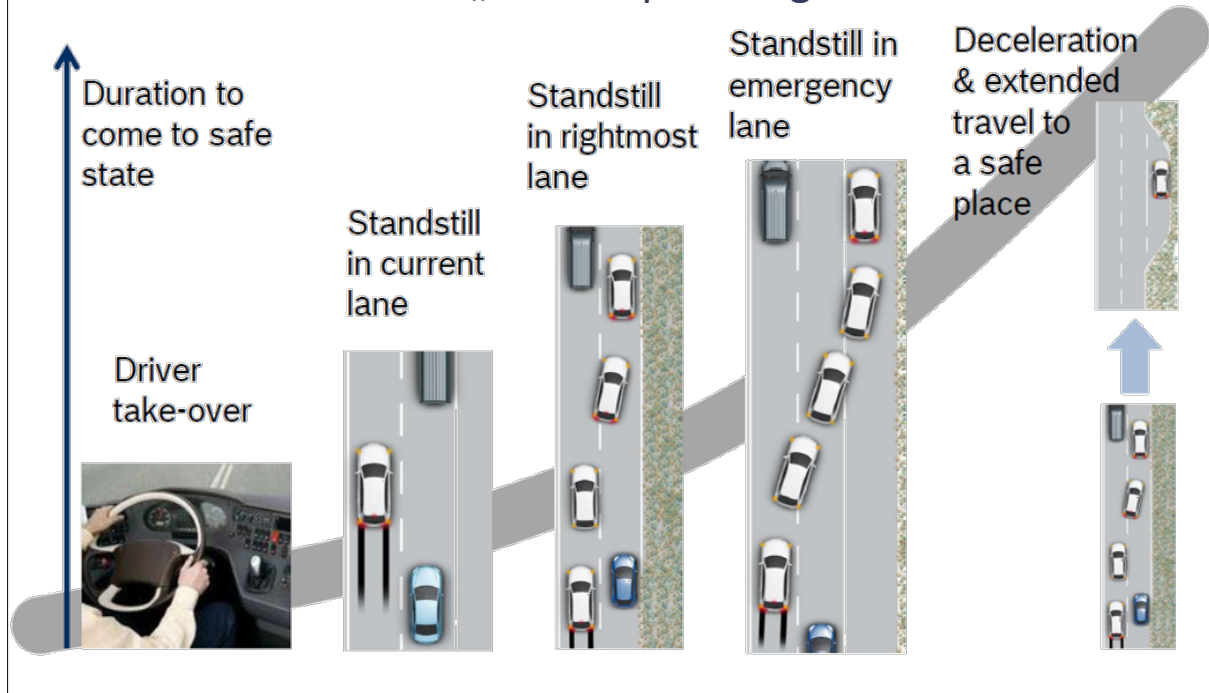 Duration to
come to safe
state
Driver
take-over
Standstill
in current
lane
Standstill
in rightmost
lane
Standstill in
emergency
lane
Deceleration
& extended
travel to
a safe
place